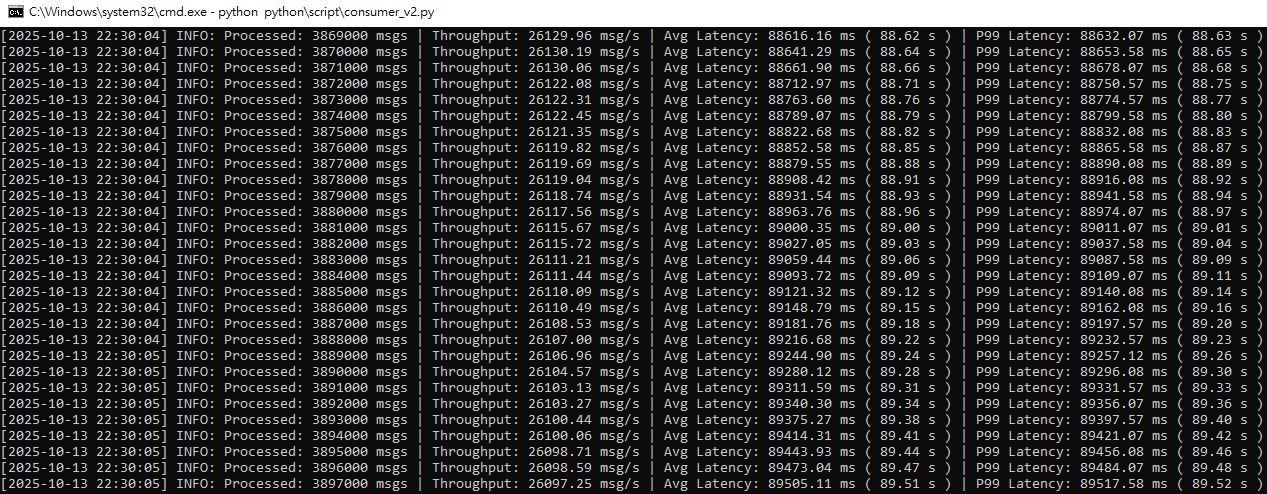 C:\Windows\system32\cmd.exe - python python\script\consumer_v2.py
[2025-10-13 22:30:04] INFO: Processed: 3869000 msgs | Throughput: 26129.96 msg/s | Avg Latency: 88616.16 ms ( 88.62 s ) | P99 Latency: 88632.07 ms ( 88.63 s )
[2025-10-13 22:30:04] INFO: Processed: 3870000 msgs | Throughput: 26130.19 msg/s | Avg Latency: 88641.29 ms ( 88.64 s ) | P99 Latency: 88653.58 ms ( 88.65 s )
[2025-10-13 22:30:04] INFO: Processed: 3871000 msgs | Throughput: 26130.06 msg/s | Avg Latency: 88661.90 ms ( 88.66 s ) | P99 Latency: 88678.07 ms ( 88.68 s )
[2025-10-13 22:30:04] INFO: Processed: 3872000 msgs | Throughput: 26122.08 msg/s | Avg Latency: 88712.97 ms ( 88.71 s ) | P99 Latency: 88750.57 ms ( 88.75 s )
[2025-10-13 22:30:04] INFO: Processed: 3873000 msgs | Throughput: 26122.31 msg/s | Avg Latency: 88763.60 ms ( 88.76 s ) | P99 Latency: 88774.57 ms ( 88.77 s )
[2025-10-13 22:30:04] INFO: Processed: 3874000 msgs | Throughput: 26122.45 msg/s | Avg Latency: 88789.07 ms ( 88.79 s ) | P99 Latency: 88799.58 ms ( 88.80 s )
[2025-10-13 22:30:04] INFO: Processed: 3875000 msgs | Throughput: 26121.35 msg/s | Avg Latency: 88822.68 ms ( 88.82 s ) | P99 Latency: 88832.08 ms ( 88.83 s )
[2025-10-13 22:30:04] INFO: Processed: 3876000 msgs | Throughput: 26119.82 msg/s | Avg Latency: 88852.58 ms ( 88.85 s ) | P99 Latency: 88865.58 ms ( 88.87 s )
[2025-10-13 22:30:04] INFO: Processed: 3877000 msgs | Throughput: 26119.69 msg/s | Avg Latency: 88879.55 ms ( 88.88 s ) | P99 Latency: 88890.08 ms ( 88.89 s )
[2025-10-13 22:30:04] INFO: Processed: 3878000 msgs | Throughput: 26119.04 msg/s | Avg Latency: 88908.42 ms ( 88.91 s ) | P99 Latency: 88916.08 ms ( 88.92 s )
[2025-10-13 22:30:04] INFO: Processed: 3879000 msgs | Throughput: 26118.74 msg/s | Avg Latency: 88931.54 ms ( 88.93 s ) | P99 Latency: 88941.58 ms ( 88.94 s )
[2025-10-13 22:30:04] INFO: Processed: 3880000 msgs | Throughput: 26117.56 msg/s | Avg Latency: 88963.76 ms ( 88.96 s ) | P99 Latency: 88974.07 ms ( 88.97 s )
[2025-10-13 22:30:04] INFO: Processed: 3881000 msgs | Throughput: 26115.67 msg/s | Avg Latency: 89000.35 ms ( 89.00 s ) | P99 Latency: 89011.07 ms ( 89.01 s )
[2025-10-13 22:30:04] INFO: Processed: 3882000 msgs | Throughput: 26115.72 msg/s | Avg Latency: 89027.05 ms ( 89.03 s ) | P99 Latency: 89037.58 ms ( 89.04 s )
[2025-10-13 22:30:04] INFO: Processed: 3883000 msgs | Throughput: 26111.21 msg/s | Avg Latency: 89059.44 ms ( 89.06 s ) | P99 Latency: 89087.58 ms ( 89.09 s )
[2025-10-13 22:30:04] INFO: Processed: 3884000 msgs | Throughput: 26111.44 msg/s | Avg Latency: 89093.72 ms ( 89.09 s ) | P99 Latency: 89109.07 ms ( 89.11 s )
[2025-10-13 22:30:04] INFO: Processed: 3885000 msgs | Throughput: 26110.09 msg/s | Avg Latency: 89121.32 ms ( 89.12 s ) | P99 Latency: 89140.08 ms ( 89.14 s )
[2025-10-13 22:30:04] INFO: Processed: 3886000 msgs | Throughput: 26110.49 msg/s | Avg Latency: 89148.79 ms ( 89.15 s ) | P99 Latency: 89162.08 ms ( 89.16 s )
[2025-10-13 22:30:04] INFO: Processed: 3887000 msgs | Throughput: 26108.53 msg/s | Avg Latency: 89181.76 ms ( 89.18 s ) | P99 Latency: 89197.57 ms ( 89.20 s )
[2025-10-13 22:30:04] INFO: Processed: 3888000 msgs | Throughput: 26107.00 msg/s | Avg Latency: 89216.68 ms ( 89.22 s ) | P99 Latency: 89232.57 ms ( 89.23 s )
[2025-10-13 22:30:05] INFO: Processed: 3889000 msgs | Throughput: 26106.96 msg/s | Avg Latency: 89244.90 ms ( 89.24 s ) | P99 Latency: 89257.12 ms ( 89.26 s )
[2025-10-13 22:30:05] INFO: Processed: 3890000 msgs | Throughput: 26104.57 msg/s | Avg Latency: 89280.12 ms ( 89.28 s ) | P99 Latency: 89296.08 ms ( 89.30 s )
[2025-10-13 22:30:05] INFO: Processed: 3891000 msgs | Throughput: 26103.13 msg/s | Avg Latency: 89311.59 ms ( 89.31 s ) | P99 Latency: 89331.57 ms ( 89.33 s )
[2025-10-13 22:30:05] INFO: Processed: 3892000 msgs | Throughput: 26103.27 msg/s | Avg Latency: 89340.30 ms ( 89.34 s ) | P99 Latency: 89356.07 ms ( 89.36 s )
[2025-10-13 22:30:05] INFO: Processed: 3893000 msgs | Throughput: 26100.44 msg/s | Avg Latency: 89375.27 ms ( 89.38 s ) | P99 Latency: 89397.57 ms ( 89.40 s )
[2025-10-13 22:30:05] INFO: Processed: 3894000 msgs | Throughput: 26100.06 msg/s | Avg Latency: 89414.31 ms ( 89.41 s ) | P99 Latency: 89421.07 ms ( 89.42 s )
[2025-10-13 22:30:05] INFO: Processed: 3895000 msgs | Throughput: 26098.71 msg/s | Avg Latency: 89443.93 ms ( 89.44 s ) | P99 Latency: 89456.08 ms ( 89.46 s )
[2025-10-13 22:30:05] INFO: Processed: 3896000 msgs | Throughput: 26098.59 msg/s | Avg Latency: 89473.04 ms ( 89.47 s ) | P99 Latency: 89484.07 ms ( 89.48 s )
[2025-10-13 22:30:05] INFO: Processed: 3897000 msgs | Throughput: 26097.25 msg/s | Avg Latency: 89505.11 ms ( 89.51 s ) | P99 Latency: 89517.58 ms ( 89.52 s )